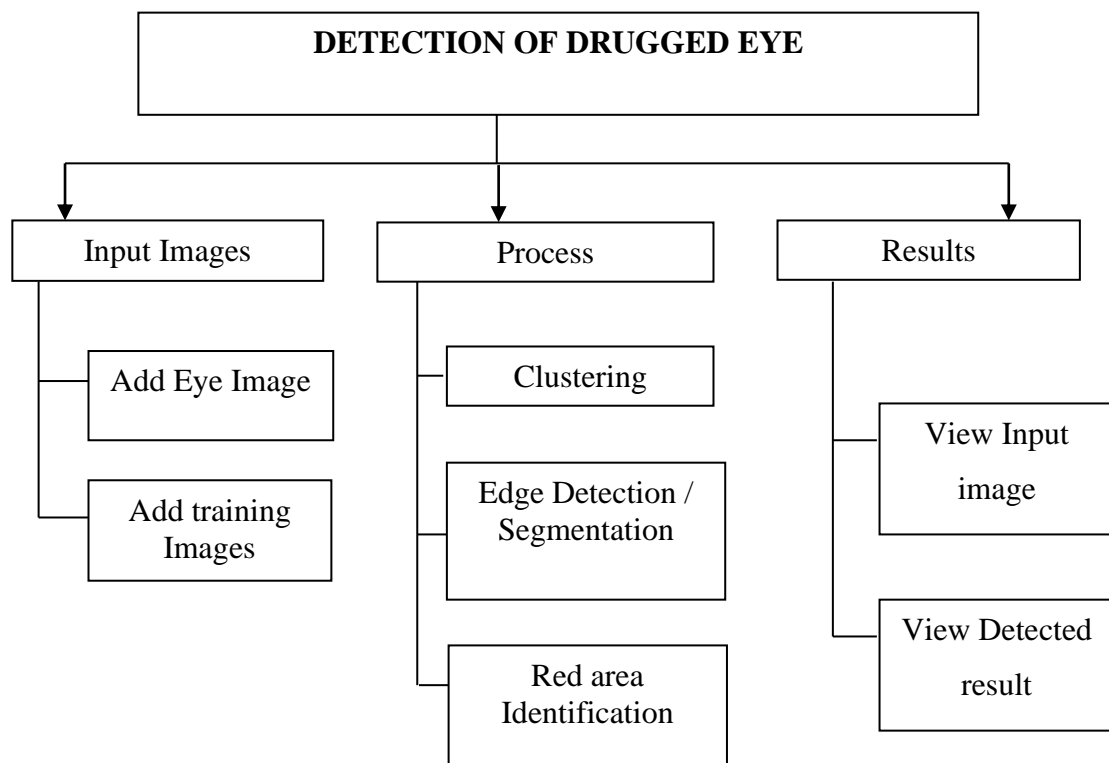 DETECTION OF DRUGGED EYE
Input Images
Process
Results
Add Eye Image
Add training
Images
Clustering
Edge Detection /
Segmentation
Red area
Identification
View Input
image
View Detected
result